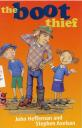 the boot
thief
John Heffernan
and
Stephen Axelsen